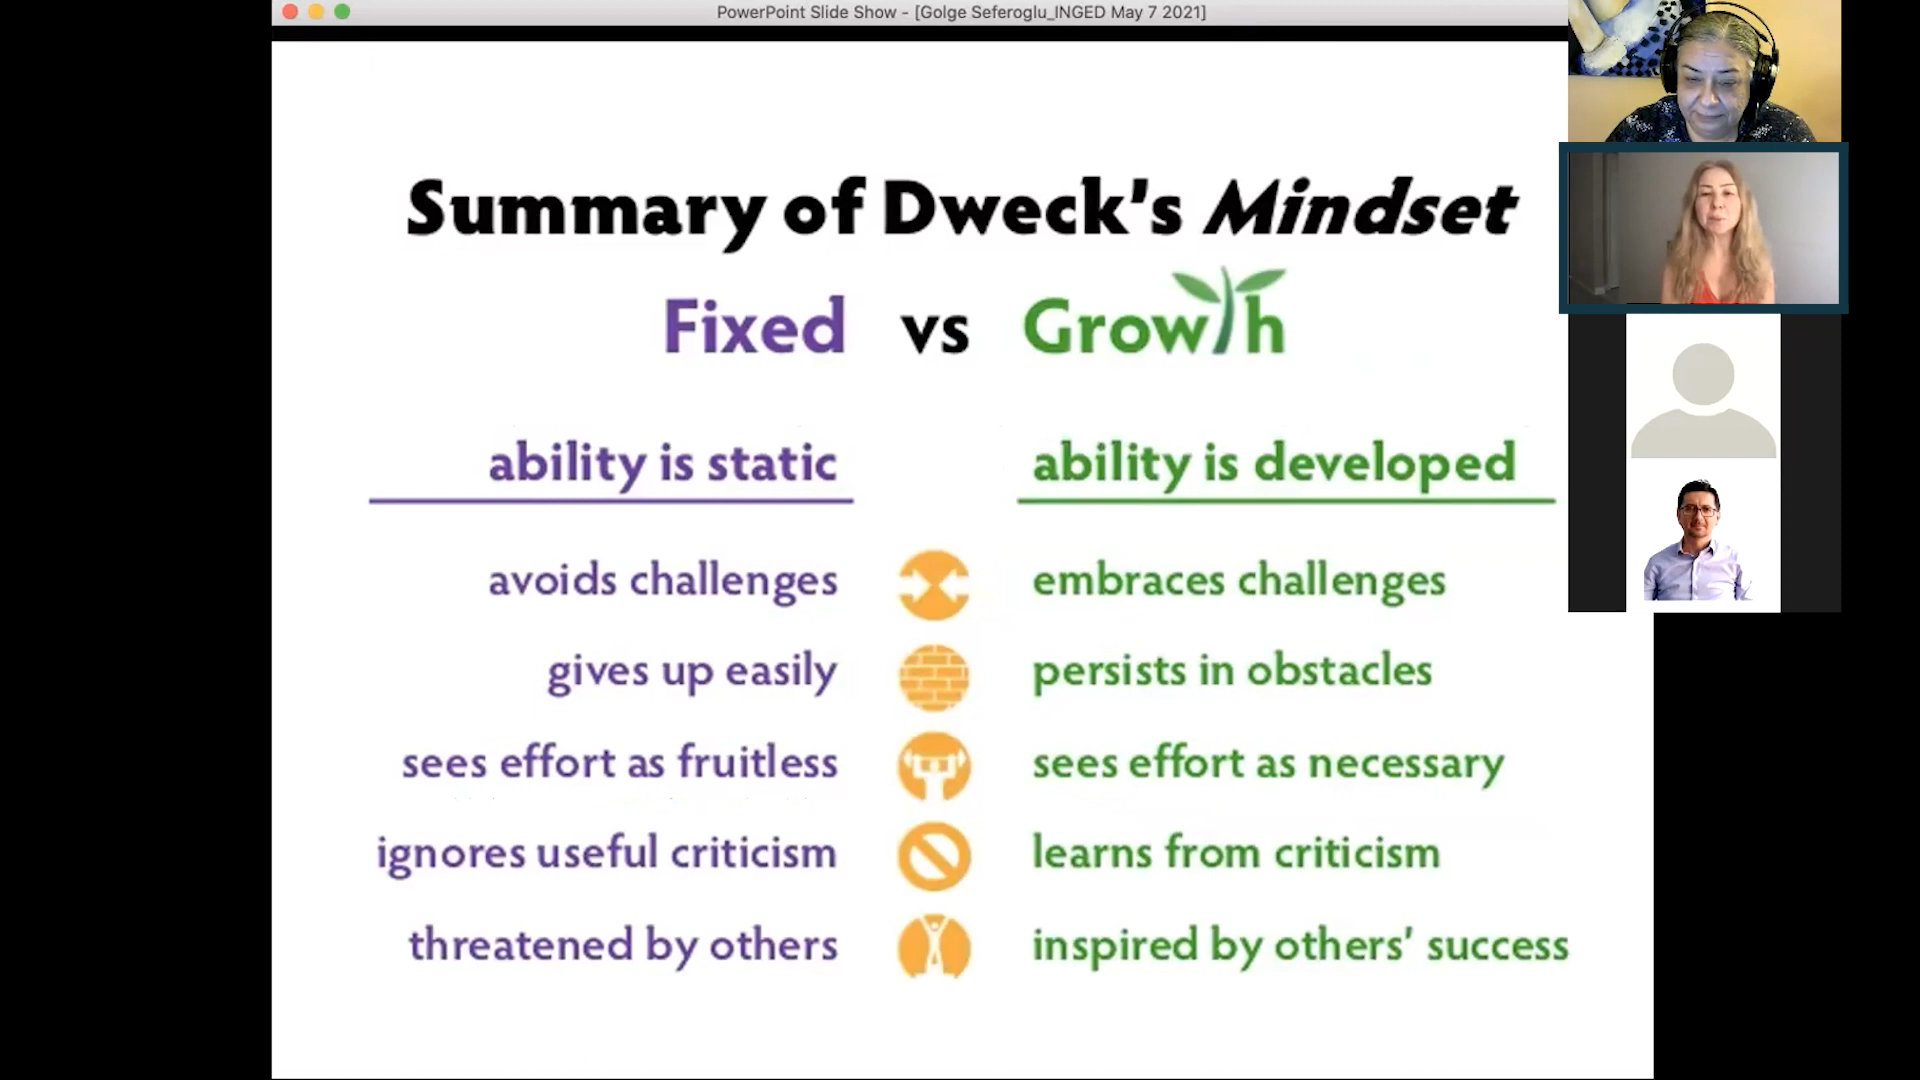 PowerPoint Slide Show - [Golge Seferoglu_INGED May 7 2021]
Summary of Dweck's Mindset
Fixed vs Growth
ability is static ability is developed
avoids challenges embraces challenges
gives up easily persists in obstacles
sees effort as fruitless sees effort as necessary
ignores useful criticism learns from criticism
threatened by others inspired by others' success